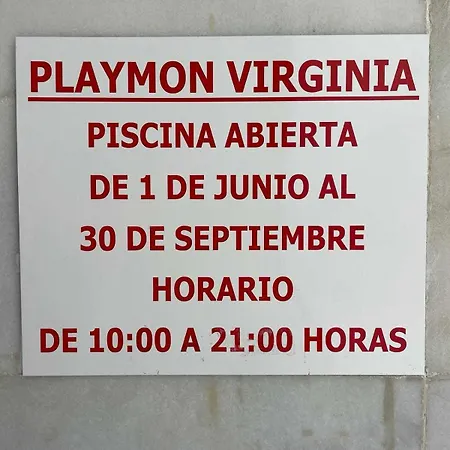 PLAYMON VIRGINIA
PISCINA ABIERTA
DE 1 DE JUNIO AL
30 DE SEPTIEMBRE
HORARIO
DE 10:00 A 21:00 HORAS